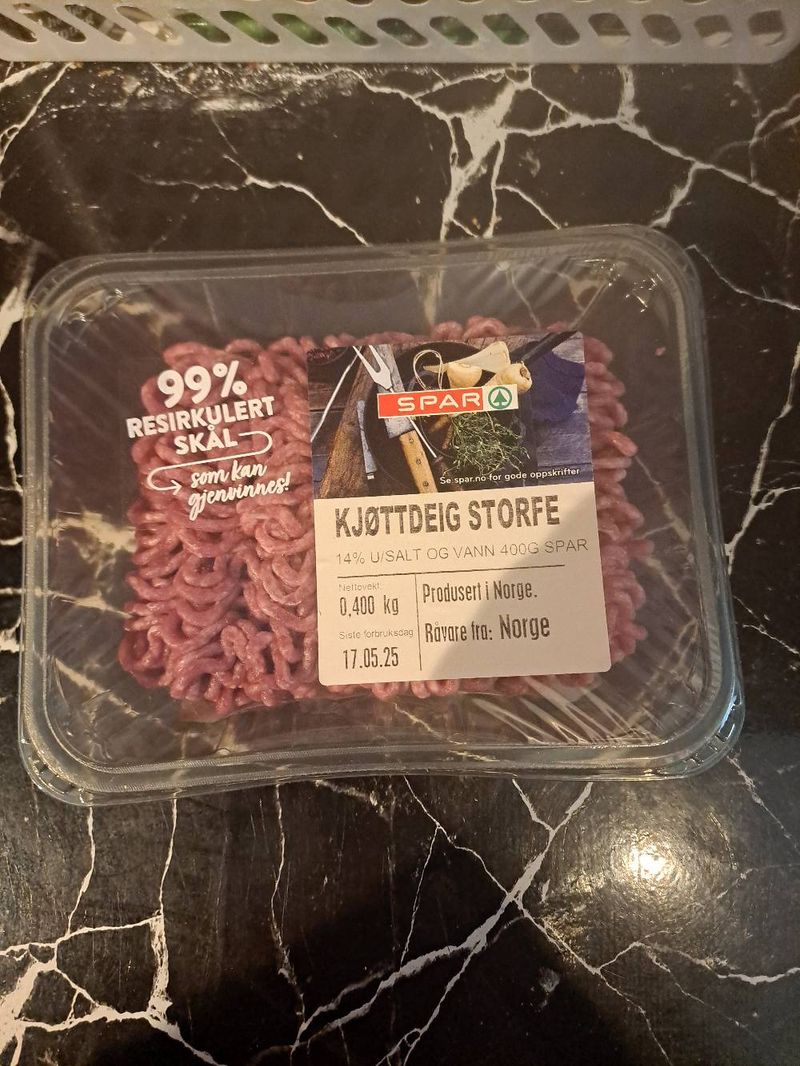 99%
RESIRKULERT
SKÅL
som kan
gjenvinnes!
SPAR
Se spar.no for gode oppskrifter
KJØTTDEIG STORFE
14% U/SALT OG VANN 400G SPAR
Nettovekt:
0,400 kg
Siste forbruksdag
17.05.25
Produsert i Norge.
Råvare fra: Norge